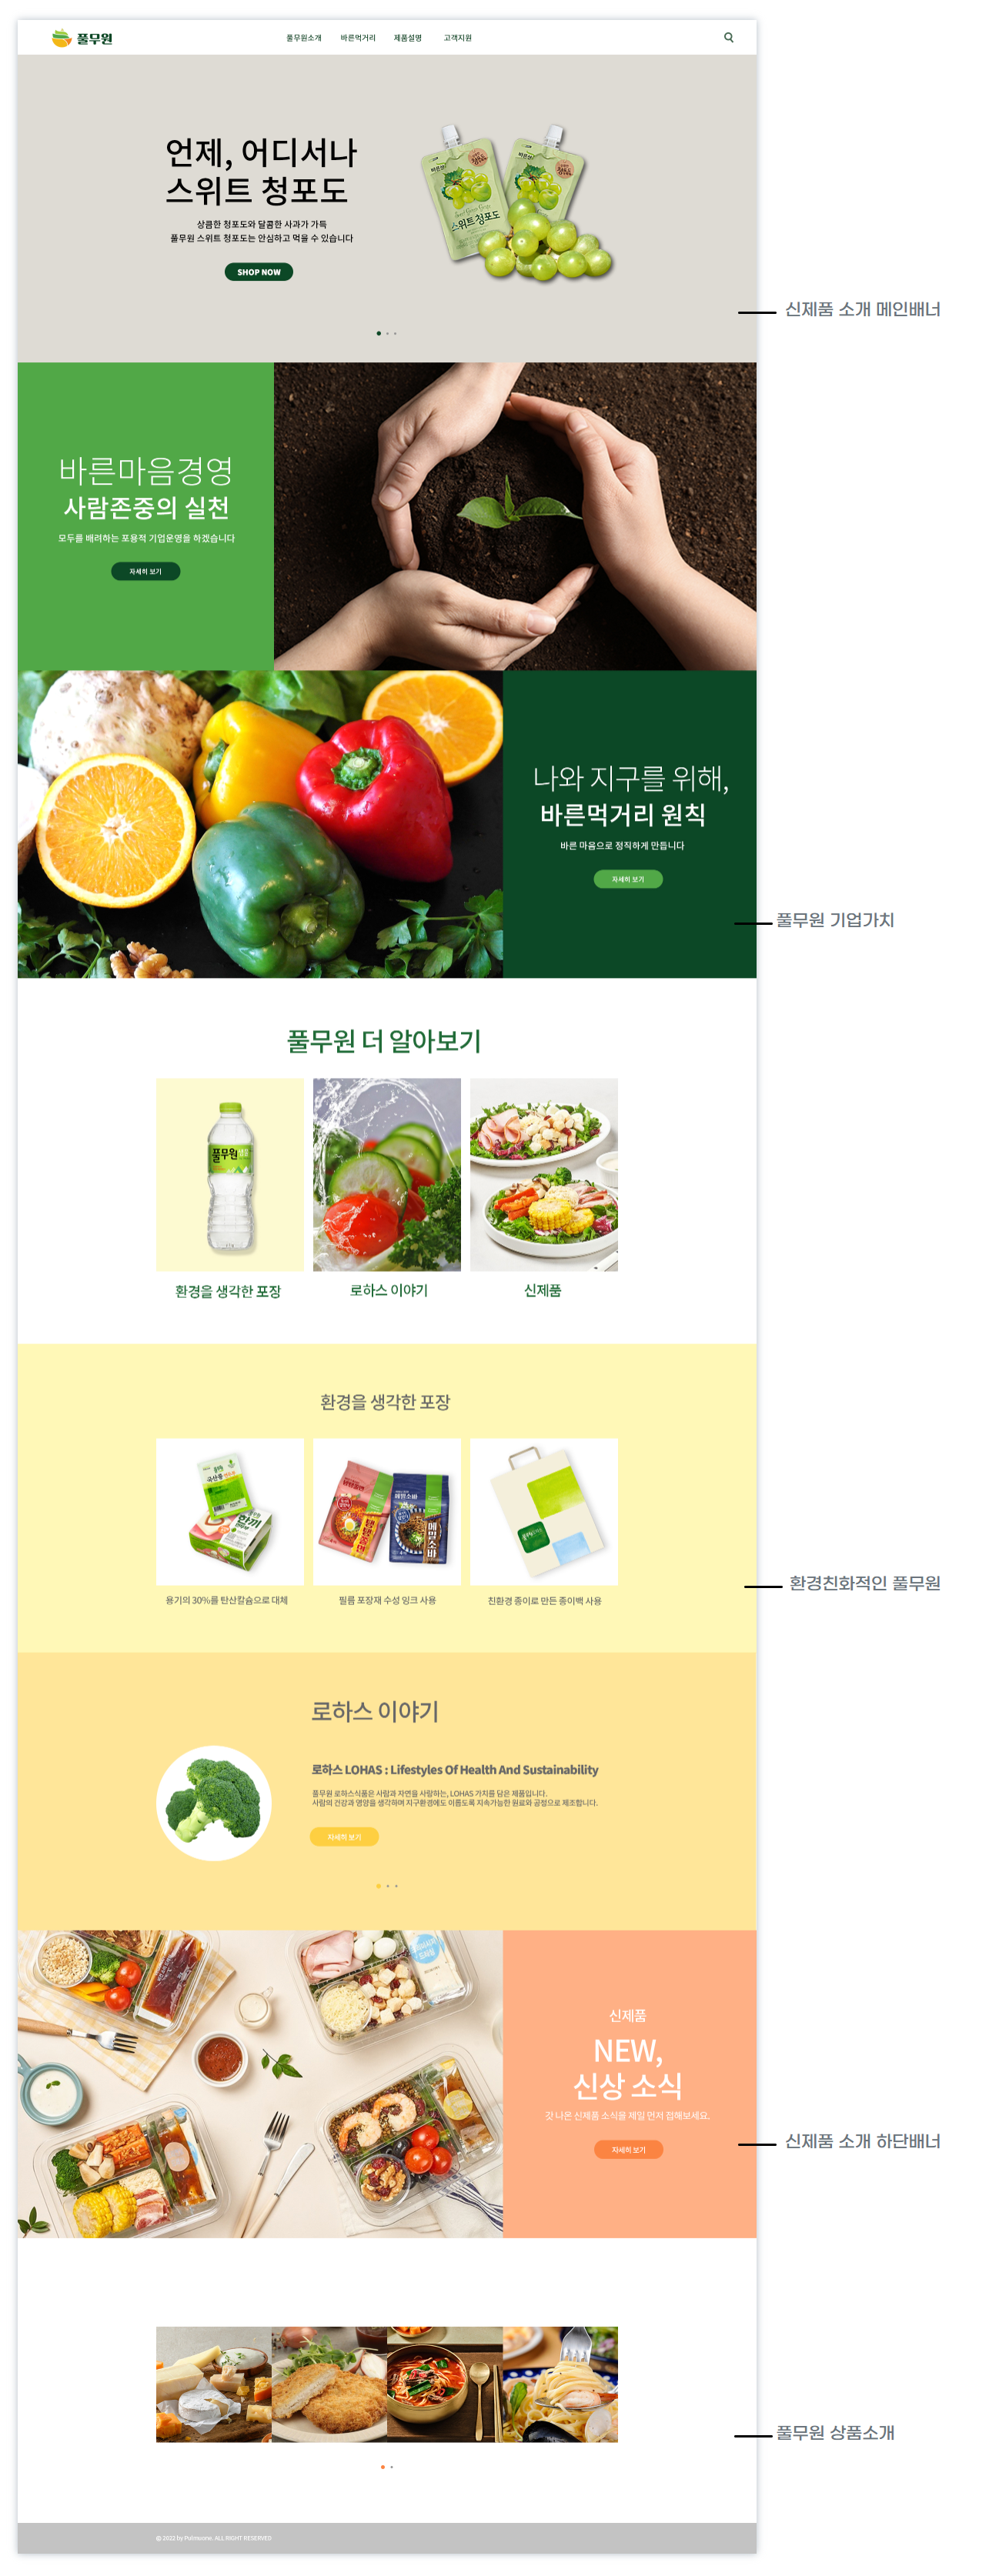 풀무원
풀무원소개 바른먹거리 제품설명 고객지원
언제, 어디서나
스위트 청포도
상큼한 청포도와 달콤한 사과가 가득
풀무원 스위트 청포도는 안심하고 먹을 수 있습니다
SHOP NOW
스위트청포도
신제품 소개 메인배너
바른마음경영
사람존중의 실천
모두를 배려하는 포용적 기업운영을 하겠습니다
자세히 보기
나와 지구를 위해,
바른먹거리 원칙
바른 마음으로 정직하게 만듭니다
자세히 보기
풀무원 기업가치
풀무원 더 알아보기
풀무원샘물
환경을 생각한 포장
로하스 이야기
신제품
환경을 생각한 포장
국산콩
한끼
메밀소바
용기의 30%를 탄산칼슘으로 대체
필름 포장재 수성 잉크 사용
친환경 종이로 만든 종이백 사용
환경친화적인 풀무원
로하스 이야기
로하스 LOHAS : Lifestyles Of Health And Sustainability
풀무원 로하스식품은 사람과 자연을 사랑하는, LOHAS 가치를 담은 제품입니다.
사람의 건강과 영양을 생각하며 지구환경에도 이롭도록 지속가능한 원료와 공정으로 제조합니다.
자세히 보기
신제품
NEW,
신상 소식
갓 나온 신제품 소식을 제일 먼저 접해보세요.
자세히 보기
신제품 소개 하단배너
풀무원 상품소개
© 2022 by Pulmuone. ALL RIGHT RESERVED